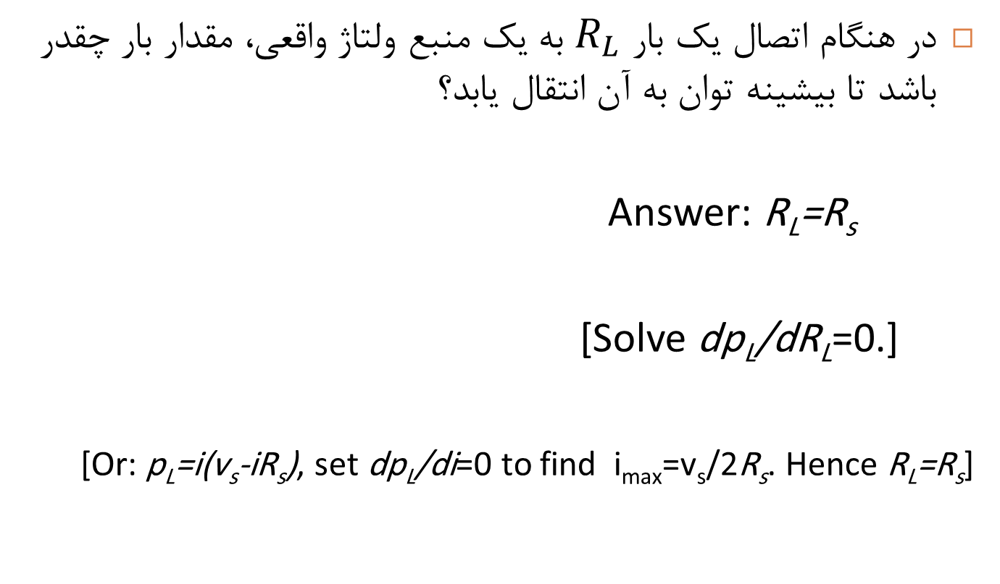 در هنگام اتصال یک بار R_L به یک منبع ولتاژ واقعی، مقدار بار چقدر
باشد تا بیشینه توان به آن انتقال یابد؟
Answer: R_L=R_s
[Solve dp_L/dR_L=0.]
[Or: p_L=i(v_s-iR_s), set dp_L/di=0 to find i_max=v_s/2R_s. Hence R_L=R_s]